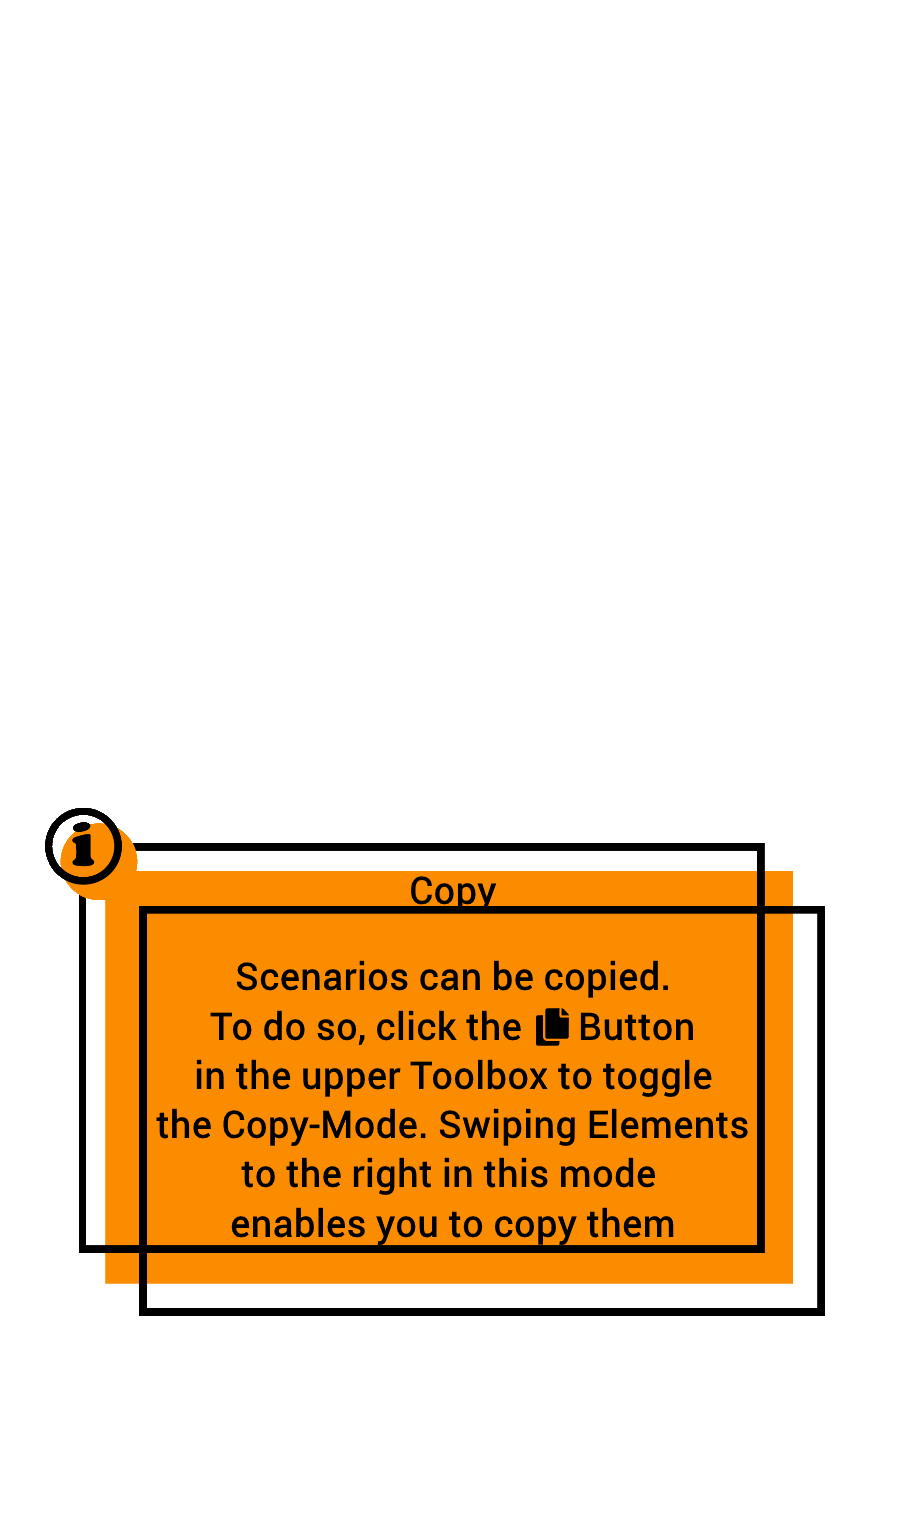 i
Copy
Scenarios can be copied.
To do so, click the Button
in the upper Toolbox to toggle
the Copy-Mode. Swiping Elements
to the right in this mode
enables you to copy them